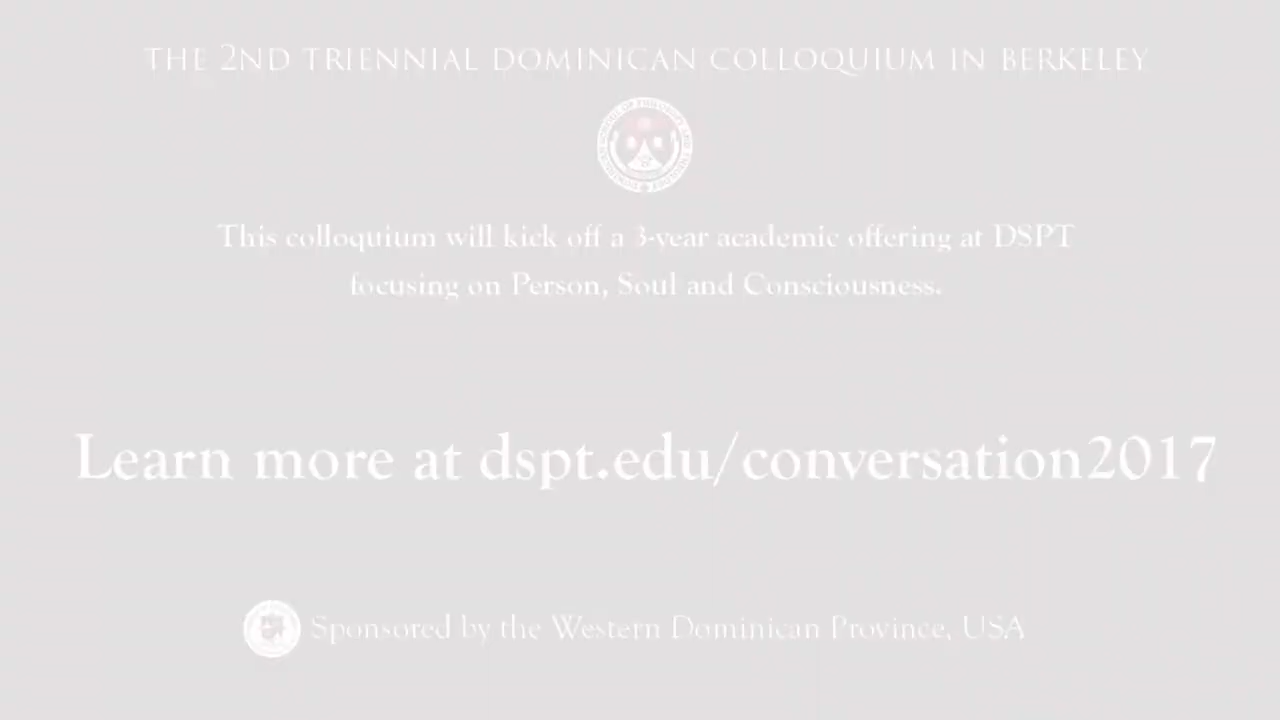 THE 2ND TRIENNIAL DOMINICAN COLLOQUIUM IN BERKELEY
This colloquium will kick off a 3-year academic offering at DSPT
focusing on Person, Soul and Consciousness.
Learn more at dspt.edu/conversation2017
Sponsored by the Western Dominican Province, USA